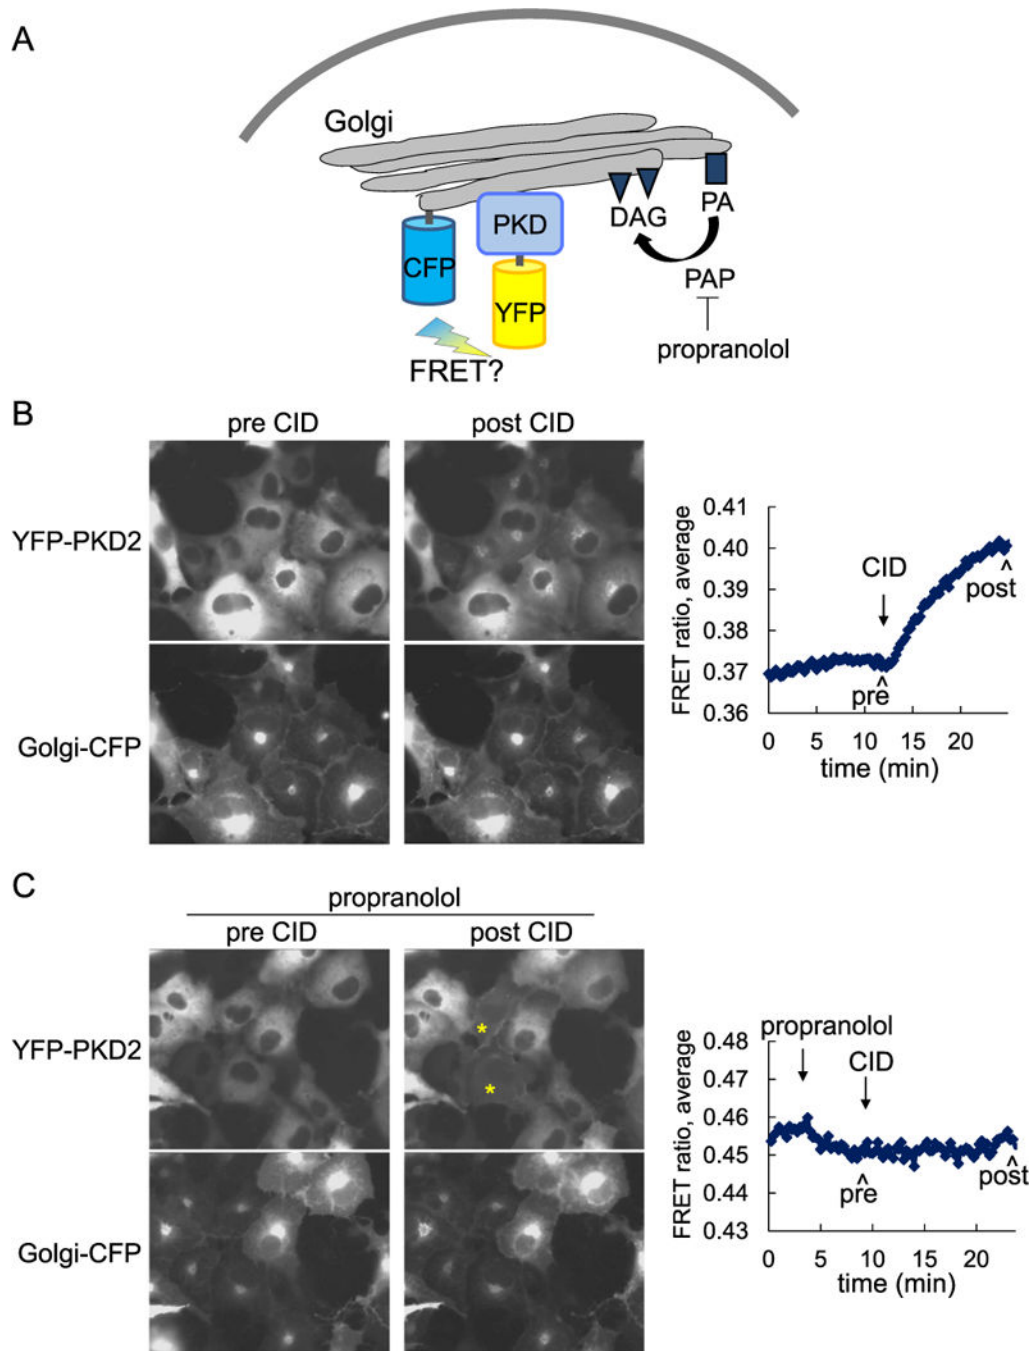 A
Golgi
PKD
DAG
PA
CFP
PAP
YFP
propranolol
FRET?
B
pre CID
post CID
YFP-PKD2
Golgi-CFP
FRET ratio, average
0.41
0.40
0.39
0.38
0.37
0.36
CID
pre
^
post
^
0 5 10 15 20
time (min)
C
propranolol
pre CID
post CID
YFP-PKD2
*
*
Golgi-CFP
FRET ratio, average
0.48
0.47
0.46
0.45
0.44
0.43
propranolol
CID
^
pre
^
post
0 5 10 15 20
time (min)